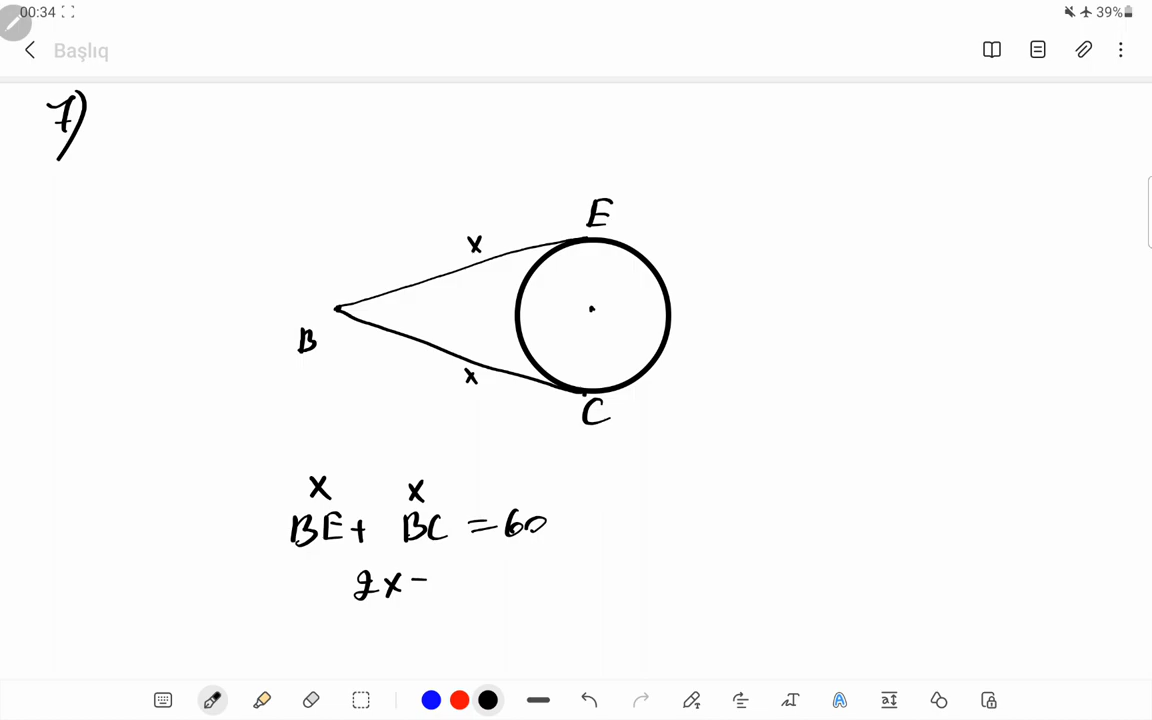 00:34
39%
Başlıq
7)
E
x
B
x
C
x x
BE+ BC =60
2x-